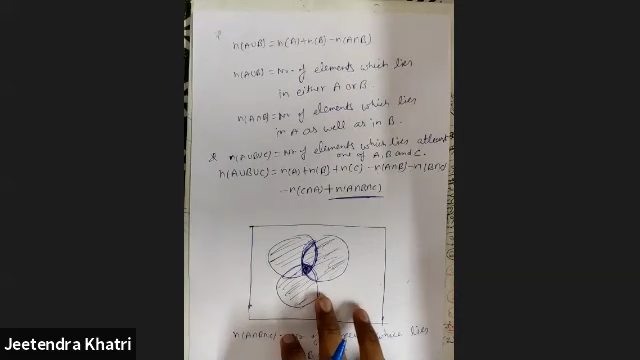 n(A∪B) = n(A)+n(B) - n(A∩B)
n(A∪B) = No. of elements which lies
in either A or B.
n(A∩B) = No of elements which lies
in A as well as in B.
n(A∪B∪C) = No of elements which lies atleast
one of A, B and C.
n(A∪B∪C) = n(A) + n(B) + n(C) - n(A∩B) - n(B∩C)
- n(C∩A) + n(A∩B∩C)
n(A∩B∩C) lies
Jeetendra Khatri